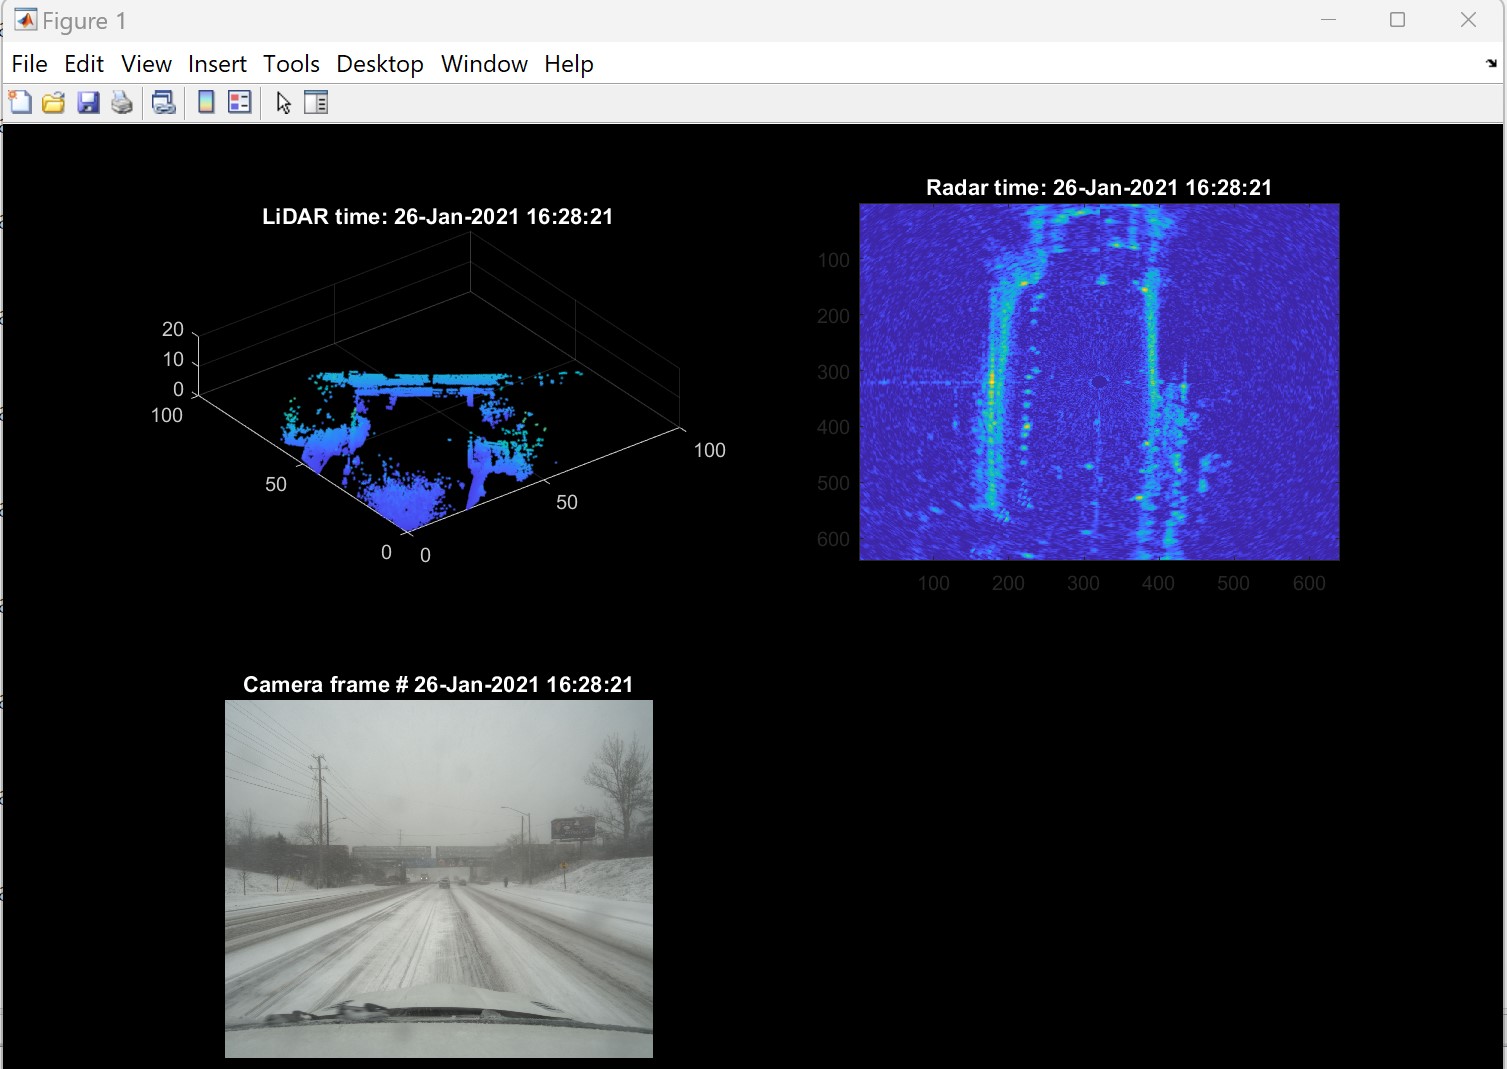 Figure 1
File Edit View Insert Tools Desktop Window Help
LiDAR time: 26-Jan-2021 16:28:21
20
10
0
100
50
0
0
50
100
Radar time: 26-Jan-2021 16:28:21
100
200
300
400
500
600
100 200 300 400 500 600
Camera frame # 26-Jan-2021 16:28:21